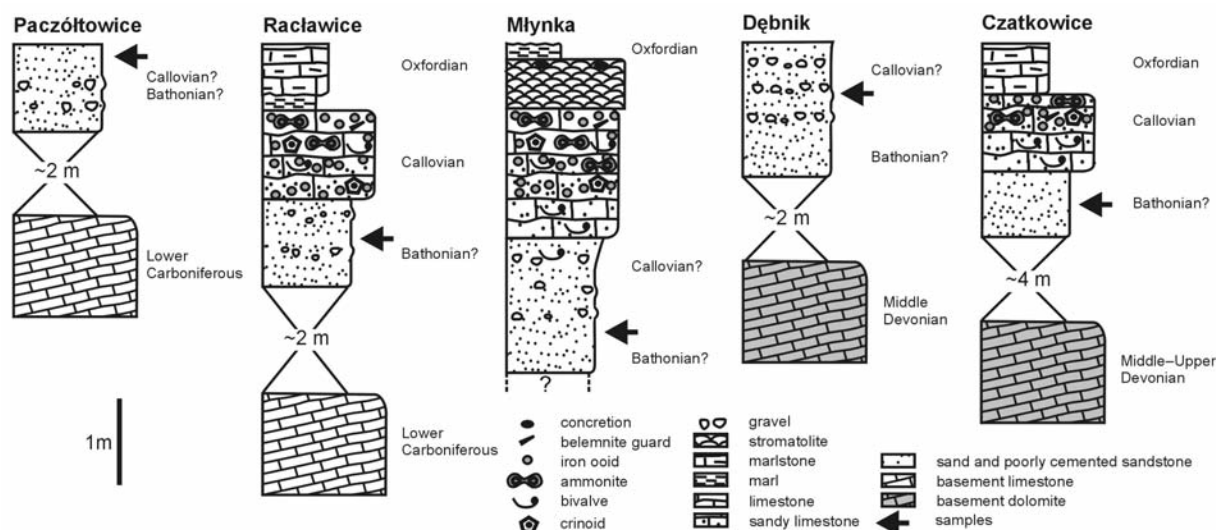 Paczółtowice
Callovian?
Bathonian?
~2 m
Lower
Carboniferous
1m
Racławice
Oxfordian
Callovian
Bathonian?
~2 m
Lower
Carboniferous
Młynka
Oxfordian
Callovian?
Bathonian?
?
Dębnik
Callovian?
Bathonian?
~2 m
Middle
Devonian
Czatkowice
Oxfordian
Callovian
Bathonian?
~4 m
Middle–Upper
Devonian
concretion
belemnite guard
iron ooid
ammonite
bivalve
crinoid
gravel
stromatolite
marlstone
marl
limestone
sandy limestone
sand and poorly cemented sandstone
basement limestone
basement dolomite
samples